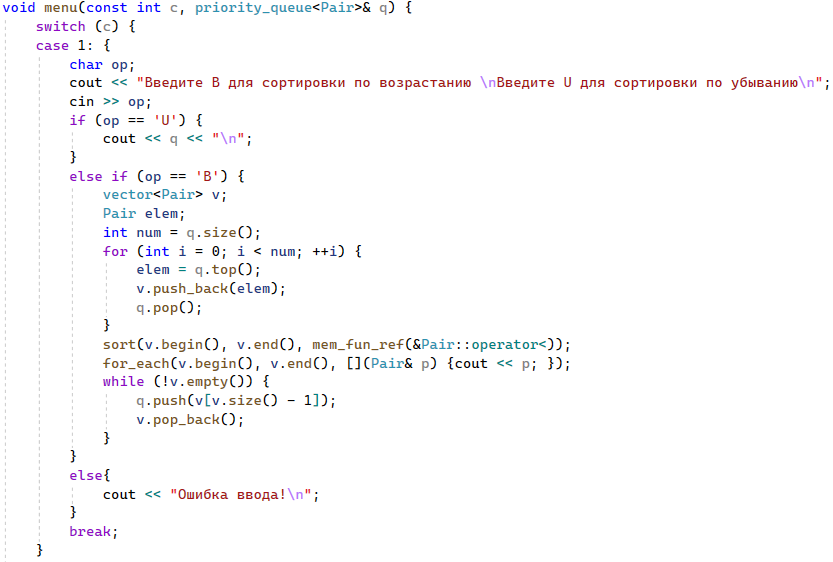 void menu(const int c, priority_queue<Pair>& q) {
    switch (c) {
    case 1: {
        char op;
        cout << "Введите B для сортировки по возрастанию \nВведите U для сортировки по убыванию\n";
        cin >> op;
        if (op == 'U') {
            cout << q << "\n";
        }
        else if (op == 'B') {
            vector<Pair> v;
            Pair elem;
            int num = q.size();
            for (int i = 0; i < num; ++i) {
                elem = q.top();
                v.push_back(elem);
                q.pop();
            }
            sort(v.begin(), v.end(), mem_fun_ref(&Pair::operator<));
            for_each(v.begin(), v.end(), [](Pair& p) {cout << p; });
            while (!v.empty()) {
                q.push(v[v.size() - 1]);
                v.pop_back();
            }
        }
        else{
            cout << "Ошибка ввода!\n";
        }
        break;
    }